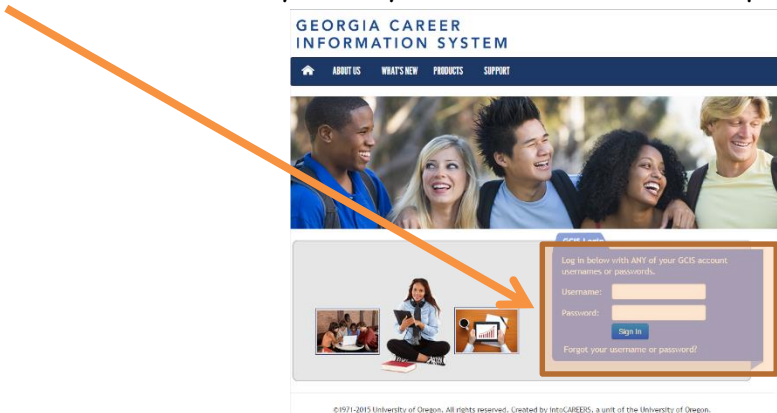 GEORGIA CAREER
INFORMATION SYSTEM
ABOUT US WHAT'S NEW PRODUCTS SUPPORT
GCIS Login
Log in below with ANY of your GCIS account
usernames or passwords.
Username:
Password:
Sign In
Forgot your username or password?
©1971-2015 University of Oregon. All rights reserved. Created by intoCAREERS, a unit of the University of Oregon.